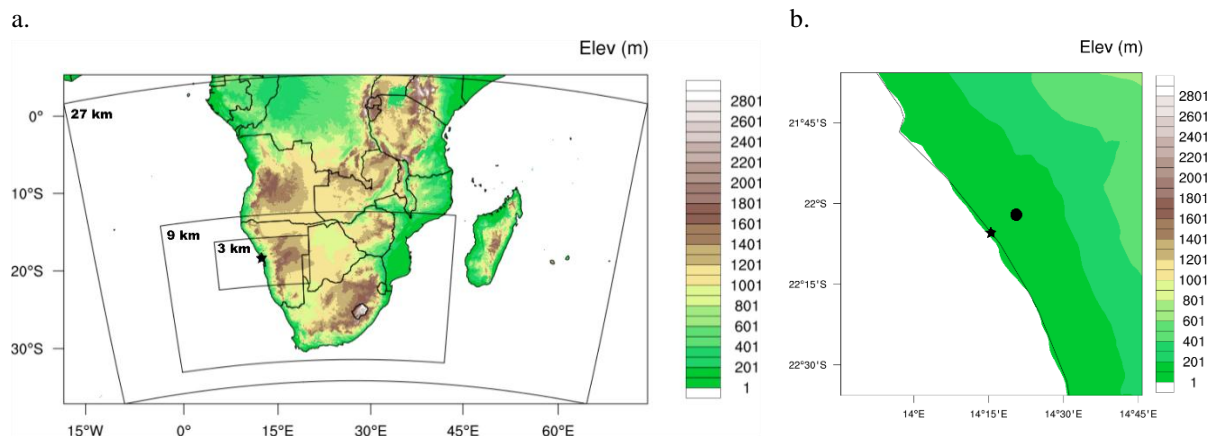 a.
Elev (m)
27 km
9 km
3 km
0°
10°S
20°S
30°S
15°W
0°
15°E
30°E
45°E
60°E
2801
2601
2401
2201
2001
1801
1601
1401
1201
1001
801
601
401
201
1
b.
Elev (m)
21°45'S
22°S
22°15'S
22°30'S
14°E
14°15'E
14°30'E
14°45'E
2801
2601
2401
2201
2001
1801
1601
1401
1201
1001
801
601
401
201
1